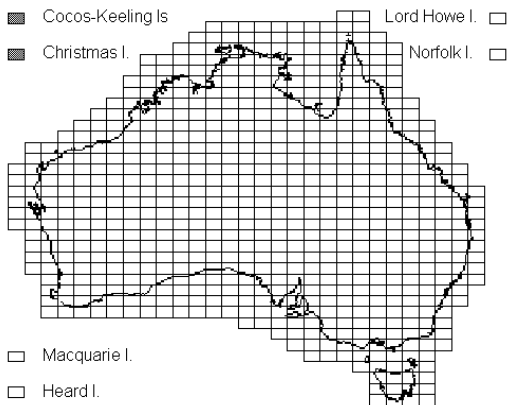 Cocos-Keeling Is
Lord Howe I.
Christmas I.
Norfolk I.
Macquarie I.
Heard I.